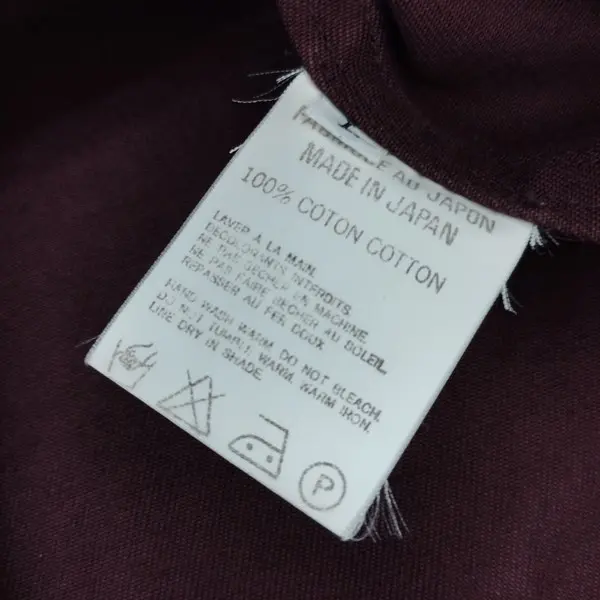 FABRIQUE AU JAPON
MADE IN JAPAN
100% COTON COTTON
LAVER A LA MAIN.
DECOLORANTS INTERDITS.
NE PAS SECHER EN MACHINE.
NE PAS FAIRE SECHER AU SOLEIL.
REPASSER AU FER DOUX.
HAND WASH WARM. DO NOT BLEACH.
DO NOT TUMBLE WARM. WARM IRON.
LINE DRY IN SHADE.
P